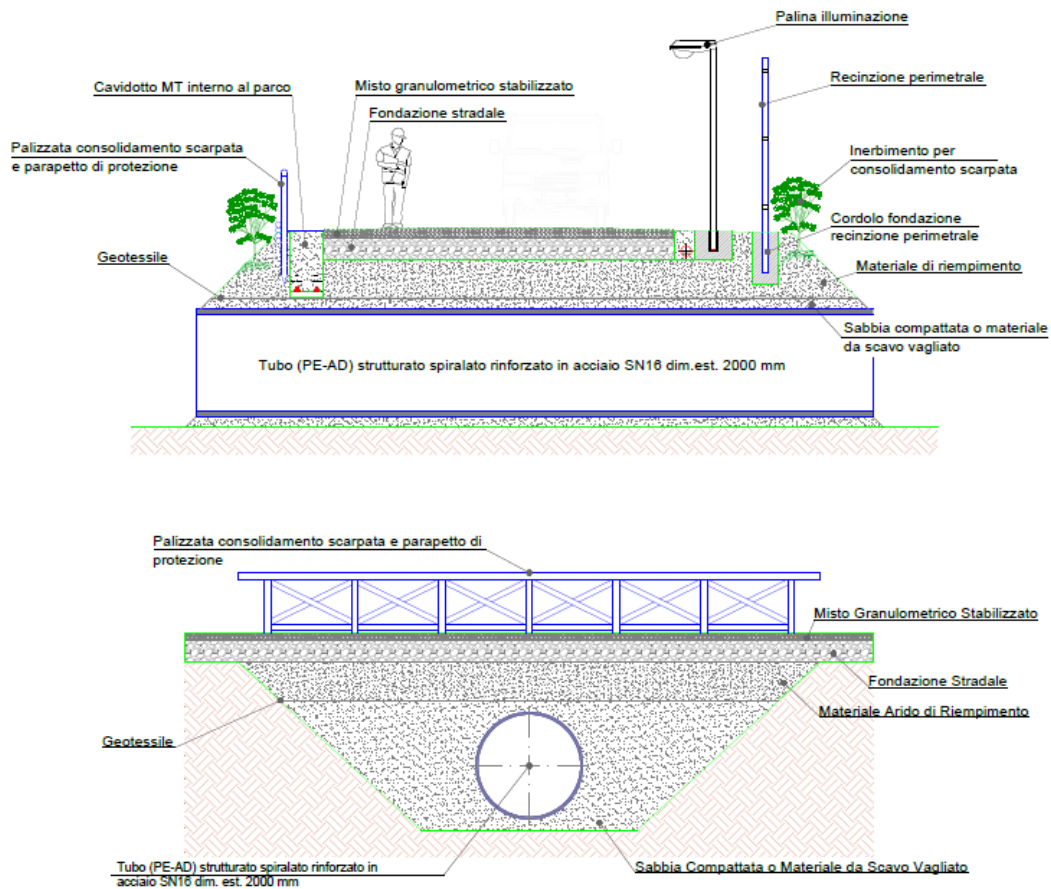 Palina illuminazione
Cavidotto MT interno al parco
Misto granulometrico stabilizzato
Recinzione perimetrale
Fondazione stradale
Palizzata consolidamento scarpata
e parapetto di protezione
Inerbimento per
consolidamento scarpata
Cordolo fondazione
recinzione perimetrale
Geotessile
Materiale di riempimento
Sabbia compattata o materiale
da scavo vagliato
Tubo (PE-AD) strutturato spiralato rinforzato in acciaio SN16 dim.est. 2000 mm
Palizzata consolidamento scarpata e parapetto di
protezione
Misto Granulometrico Stabilizzato
Fondazione Stradale
Materiale Arido di Riempimento
Geotessile
Tubo (PE-AD) strutturato spiralato rinforzato in
acciaio SN16 dim. est. 2000 mm
Sabbia Compattata o Materiale da Scavo Vagliato